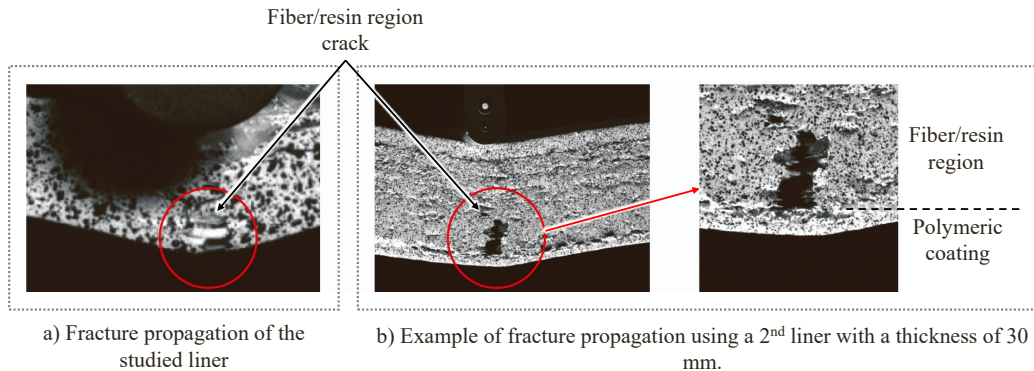 Fiber/resin region
crack
Fiber/resin
region
Polymeric
coating
a) Fracture propagation of the
studied liner
b) Example of fracture propagation using a 2nd liner with a thickness of 30
mm.